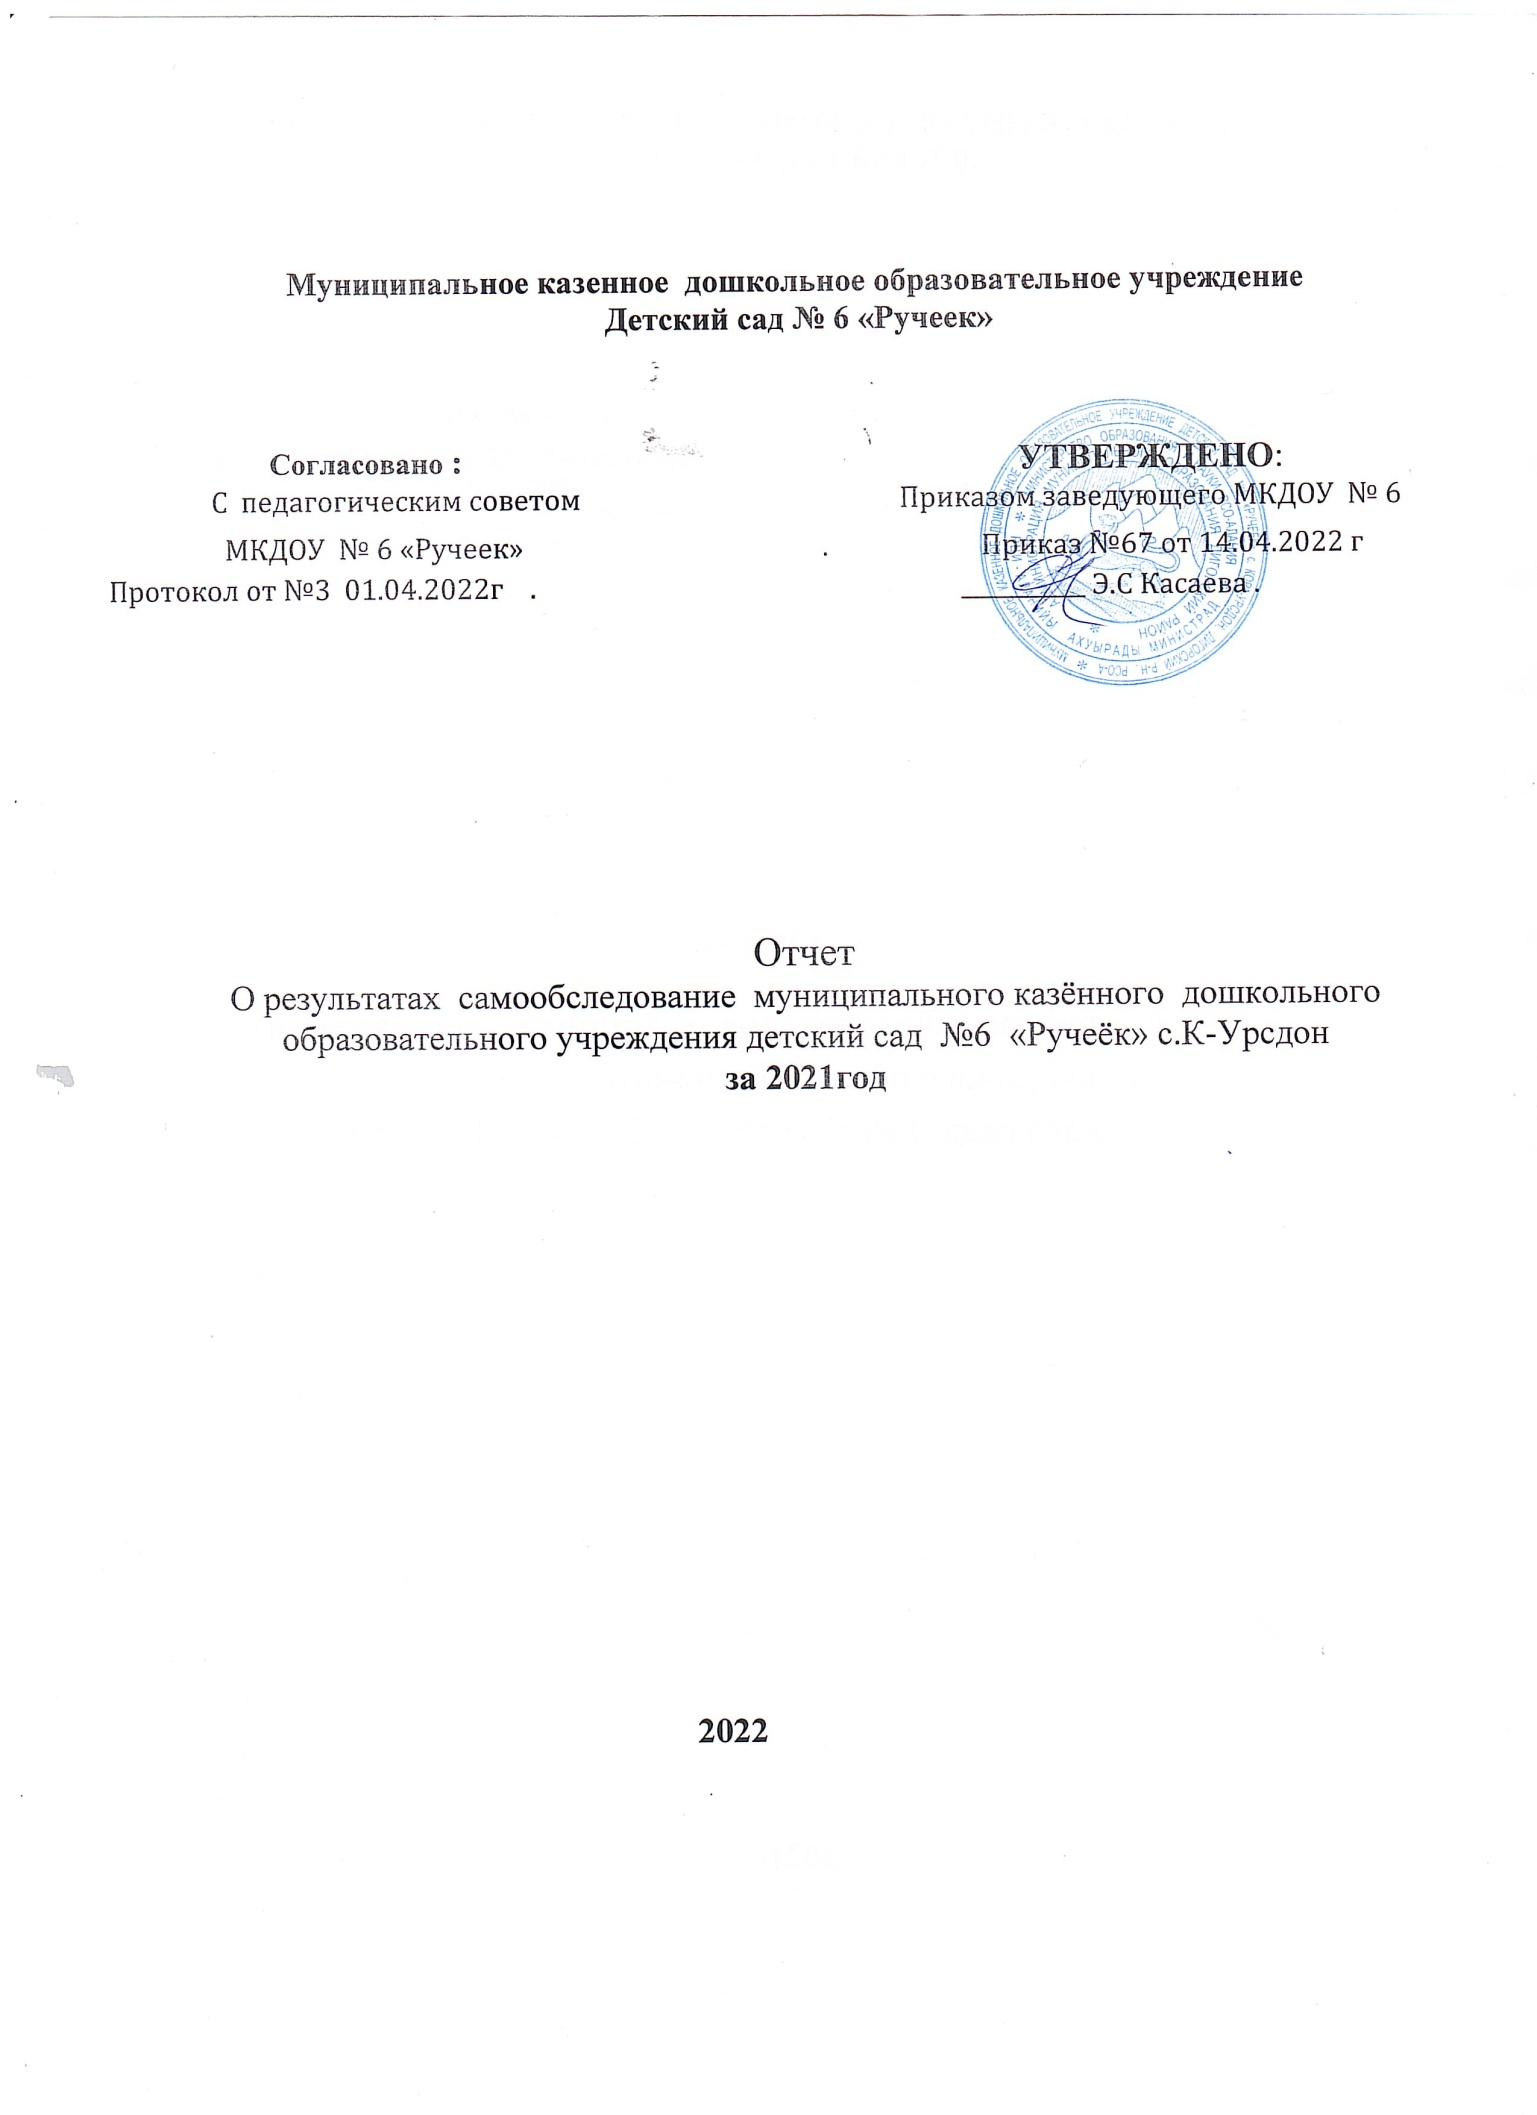 Муниципальное казенное дошкольное образовательное учреждение
Детский сад № 6 «Ручеек»
Согласовано :
С педагогическим советом
МКДОУ № 6 «Ручеек»
Протокол от №3 01.04.2022г .
УТВЕРЖДЕНО:
Приказом заведующего МКДОУ № 6
Приказ №67 от 14.04.2022 г
__________ Э.С Касаева .
Отчет
О результатах самообследование муниципального казённого дошкольного
образовательного учреждения детский сад №6 «Ручеёк» с.К-Урсдон
за 2021год
2022